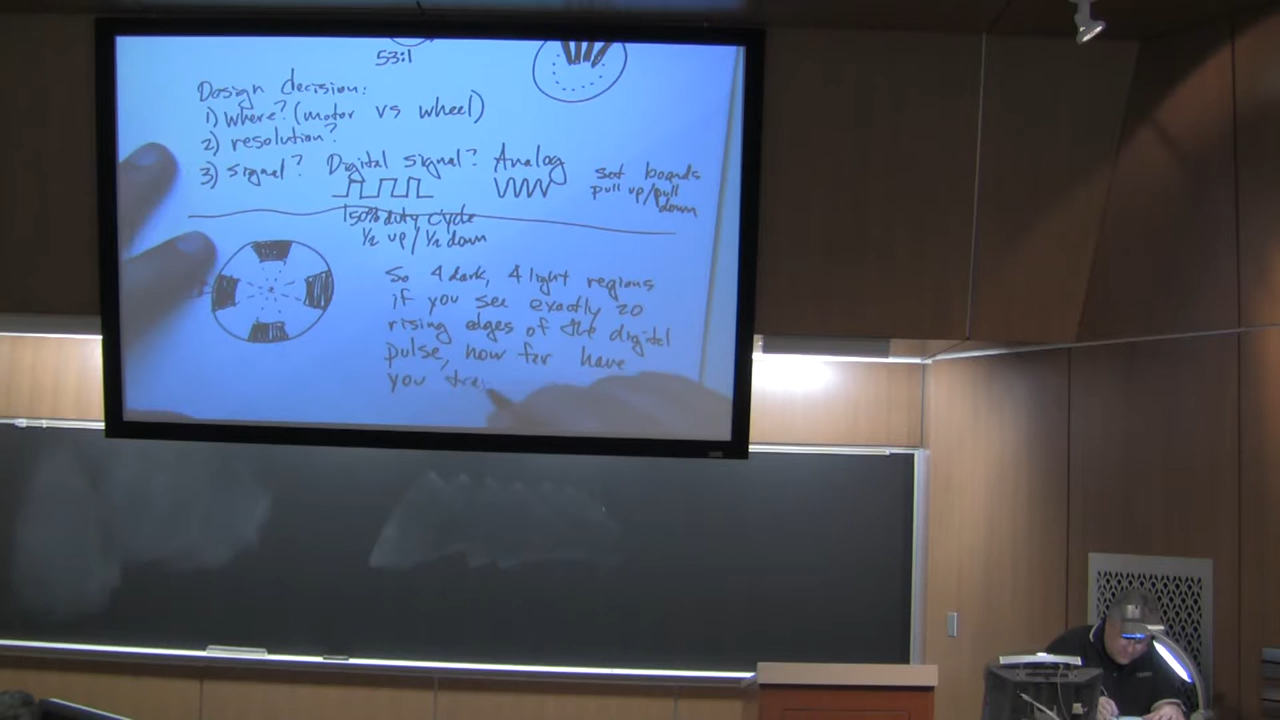 53:1
Design decision:
1) where? (motor vs wheel)
2) resolution?
3) signal? Digital signal? Analog
set boards
pull up/pull
down
50% duty cycle
1/2 up / 1/2 down
So 4 dark, 4 light regions
if you see exactly 20
rising edges of the digital
pulse, how far have
you tra